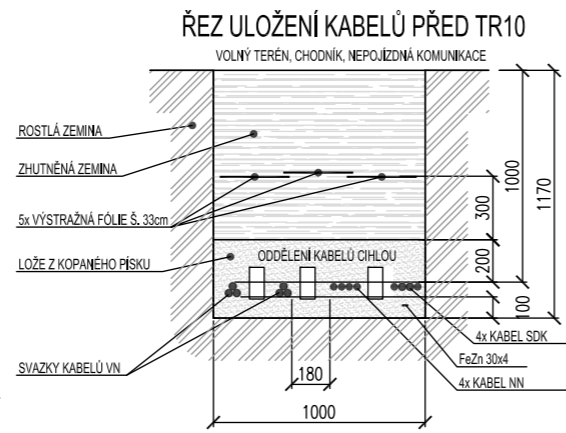 ŘEZ ULOŽENÍ KABELŮ PŘED TR10
VOLNÝ TERÉN, CHODNÍK, NEPOJÍZDNÁ KOMUNIKACE
ROSTLÁ ZEMINA
ZHUTNĚNÁ ZEMINA
5x VÝSTRAŽNÁ FÓLIE Š. 33cm
LOŽE Z KOPANÉHO PÍSKU
ODDĚLENÍ KABELŮ CIHLOU
SVAZKY KABELŮ VN
4x KABEL SDK
FeZn 30x4
4x KABEL NN
180
1000
300
200
100
1000
1170